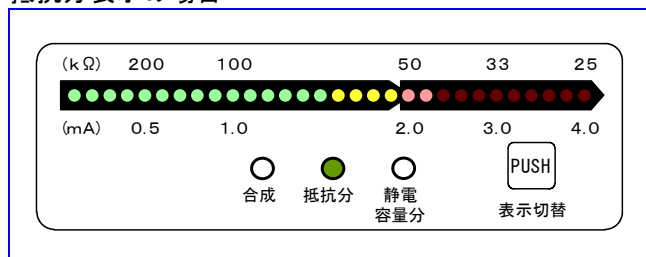 抵抗分表示の場合
(kΩ) 200 100 50 33 25
(mA) 0.5 1.0 2.0 3.0 4.0
合成 抵抗分 静電容量分
PUSH
表示切替